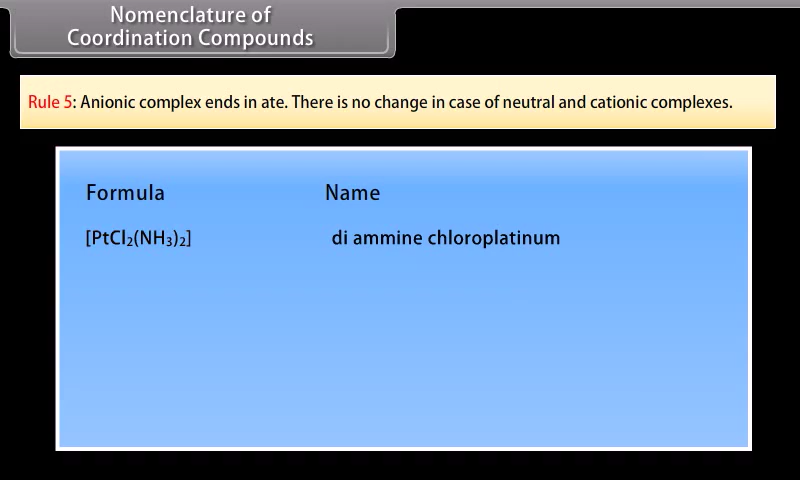 Nomenclature of
Coordination Compounds
Rule 5: Anionic complex ends in ate. There is no change in case of neutral and cationic complexes.
Formula Name
[PtCl₂(NH₃)₂] di ammine chloroplatinum